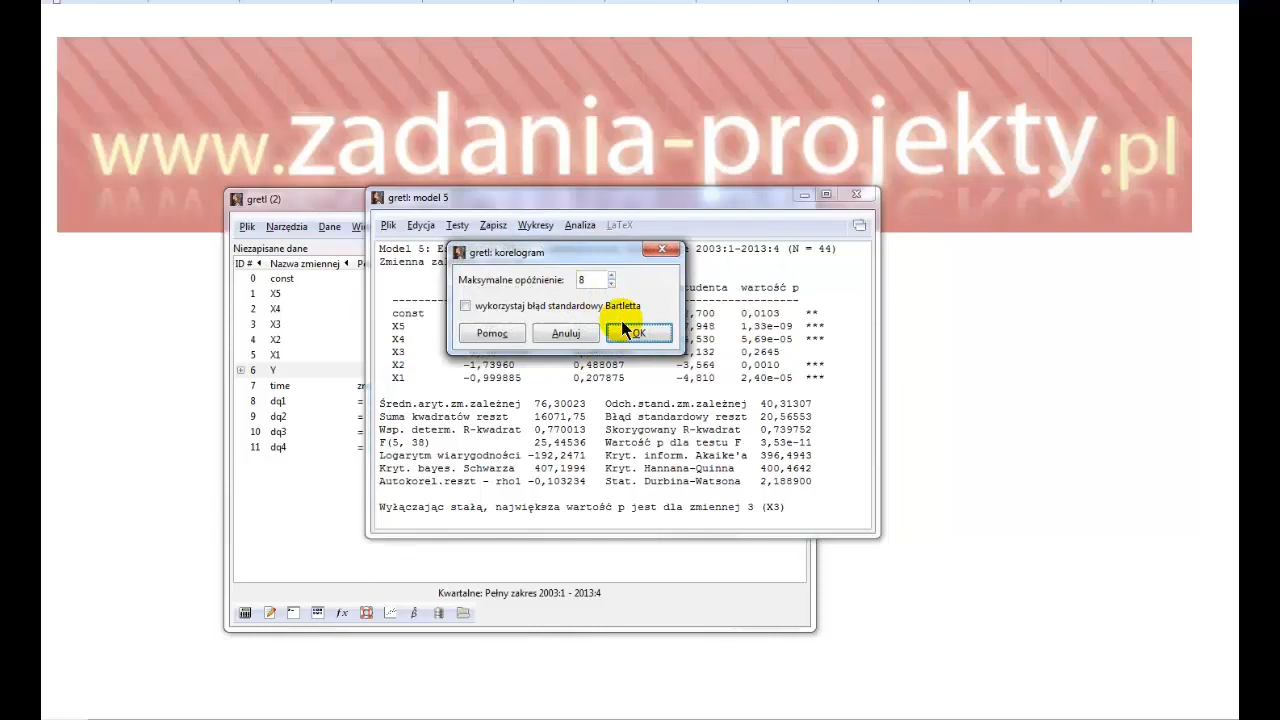 www.zadania-projekty.pl
gretl (2)
Plik Narzędzia Dane
Niezapisane dane
ID # Nazwa zmiennej
0 const
1 X5
2 X4
3 X3
4 X2
5 X1
6 Y
7 time
8 dq1 =
9 dq2 =
10 dq3 =
11 dq4 =
Kwartalne: Pełny zakres 2003:1 - 2013:4
gretl: model 5
Plik Edycja Testy Zapisz Wykresy Analiza LaTeX
Model 5: 2003:1-2013:4 (N = 44)
Zmienna
wartość p
const ,700 0,0103 **
X5 ,948 1,33e-09 ***
,530 5,69e-05 ***
X3 ,132 0,2645
X2 -1,73960 0,488087 -3,564 0,0010 ***
X1 -0,999885 0,207875 -4,810 2,40e-05 ***
Średn.aryt.zm.zależnej 76,30023 Odch.stand.zm.zależnej 40,31307
Suma kwadratów reszt 16071,75 Błąd standardowy reszt 20,56553
Wsp. determ. R-kwadrat 0,770013 Skorygowany R-kwadrat 0,739752
F(5, 38) 25,44536 Wartość p dla testu F 3,53e-11
Logarytm wiarygodności -192,2471 Kryt. inform. Akaike'a 396,4943
Kryt. bayes. Schwarza 407,1994 Kryt. Hannana-Quinna 400,4642
Autokorel.reszt - rho1 -0,103234 Stat. Durbina-Watsona 2,188900
Wyłączając stałą, największa wartość p jest dla zmiennej 3 (X3)
gretl: korelogram
Maksymalne opóźnienie: 8
wykorzystaj błąd standardowy Bartletta
Pomoc Anuluj OK